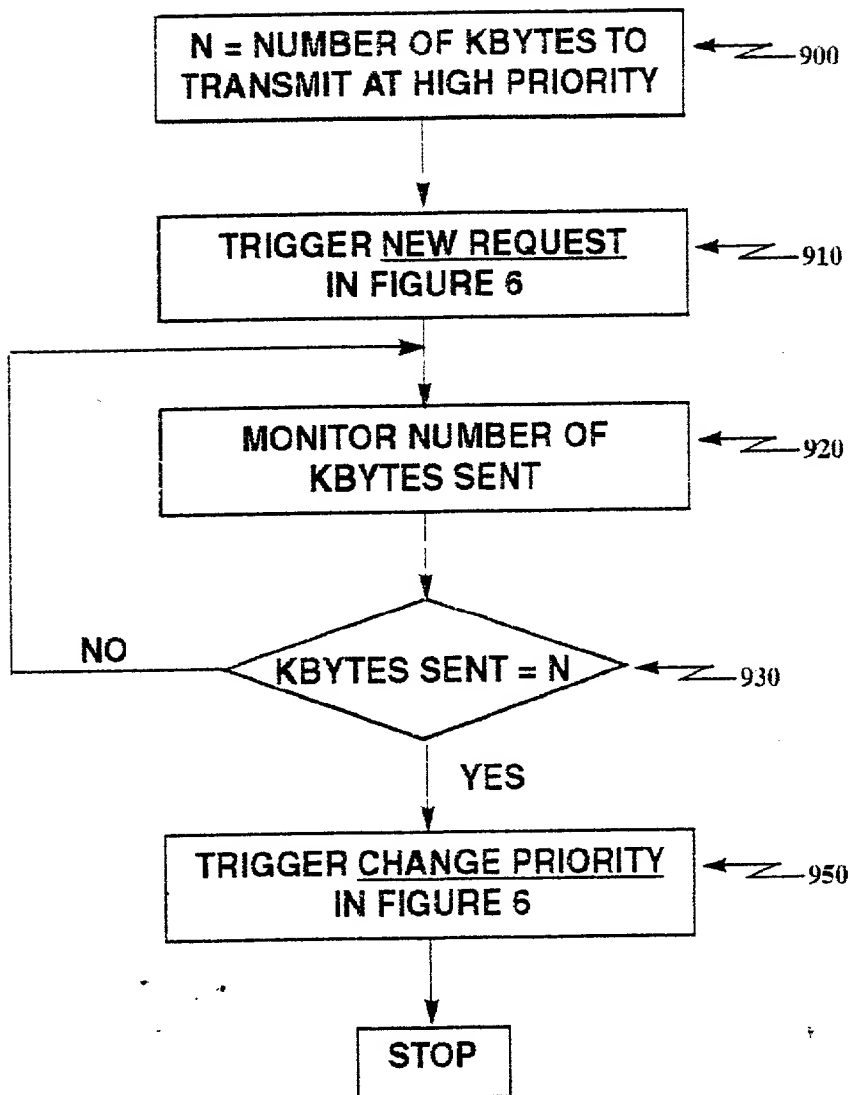 N = NUMBER OF KBYTES TO
TRANSMIT AT HIGH PRIORITY
900
TRIGGER NEW REQUEST
IN FIGURE 6
910
MONITOR NUMBER OF
KBYTES SENT
920
NO
KBYTES SENT = N
930
YES
TRIGGER CHANGE PRIORITY
IN FIGURE 6
950
STOP